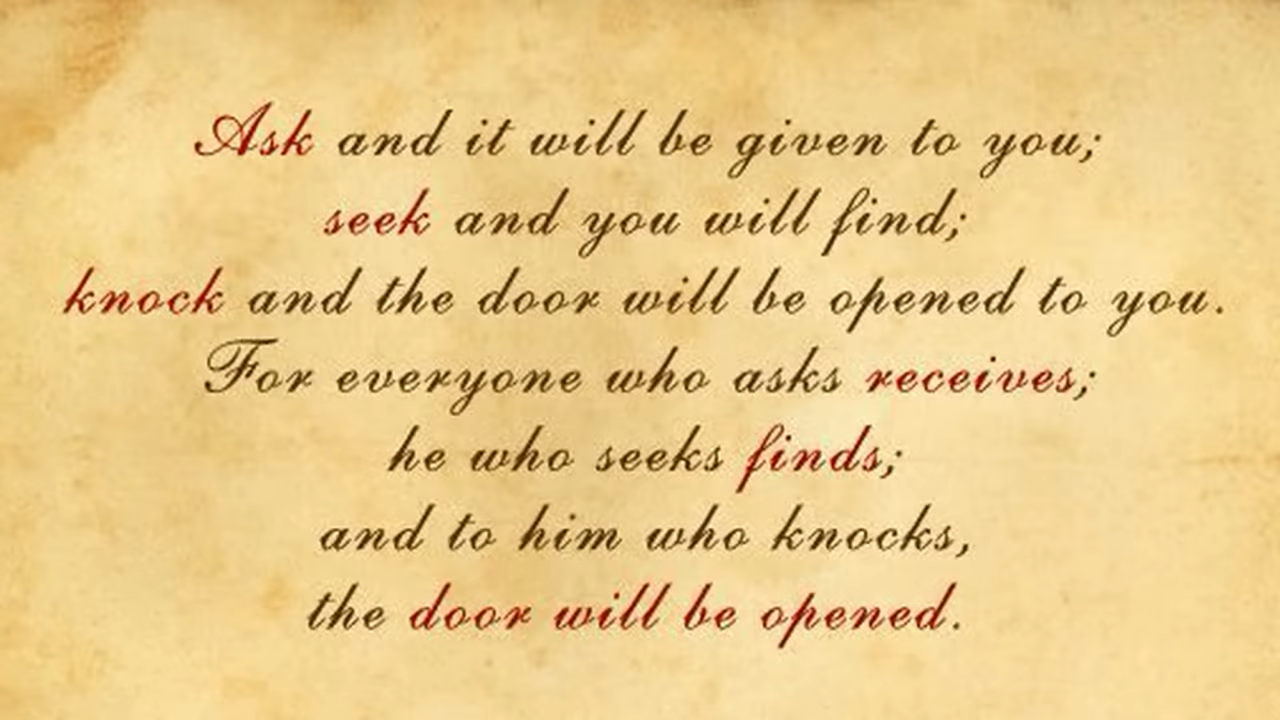 Ask and it will be given to you;
seek and you will find;
knock and the door will be opened to you.
For everyone who asks receives;
he who seeks finds;
and to him who knocks,
the door will be opened.